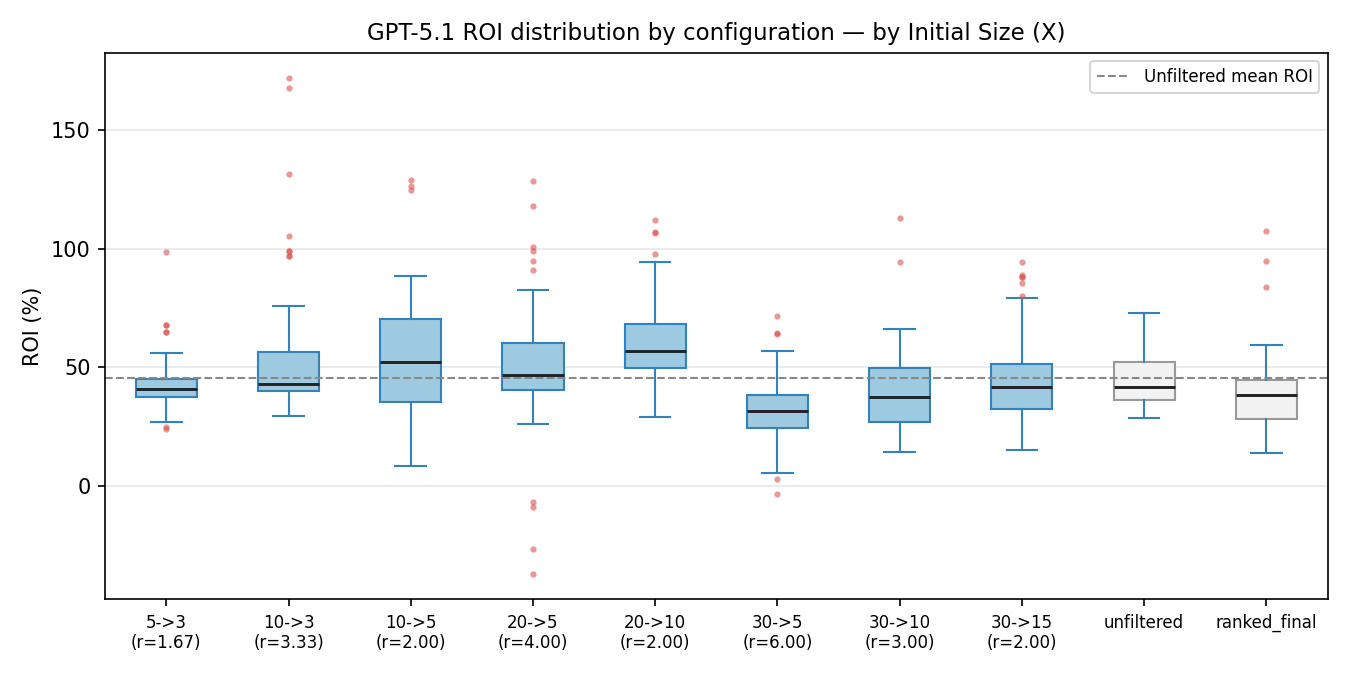 GPT-5.1 ROI distribution by configuration — by Initial Size (X)
Unfiltered mean ROI
ROI (%)
150
100
50
0
5->3
(r=1.67)
10->3
(r=3.33)
10->5
(r=2.00)
20->5
(r=4.00)
20->10
(r=2.00)
30->5
(r=6.00)
30->10
(r=3.00)
30->15
(r=2.00)
unfiltered
ranked_final